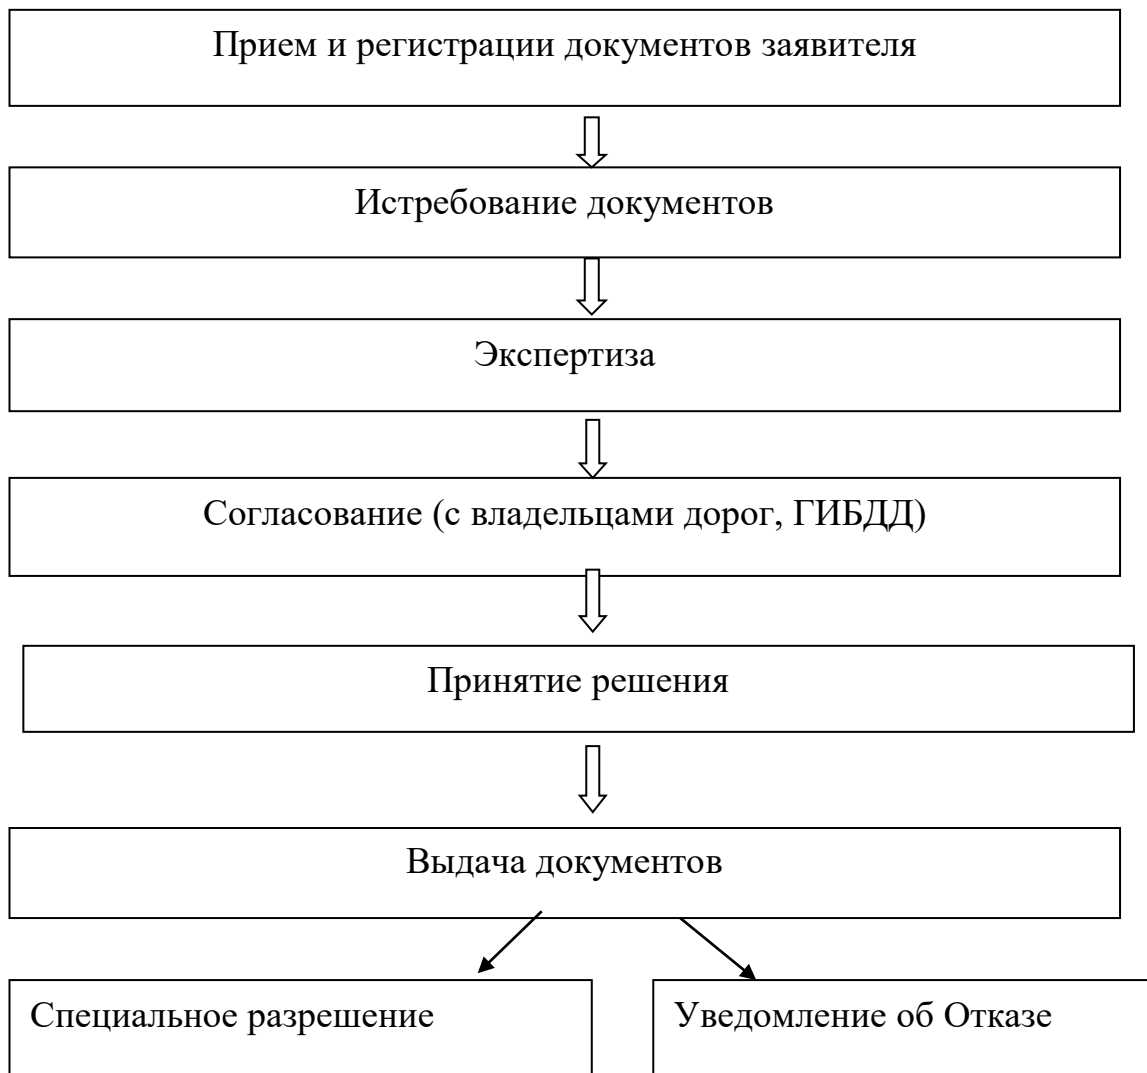 Прием и регистрации документов заявителя
Истребование документов
Экспертиза
Согласование (с владельцами дорог, ГИБДД)
Принятие решения
Выдача документов
Специальное разрешение
Уведомление об Отказе